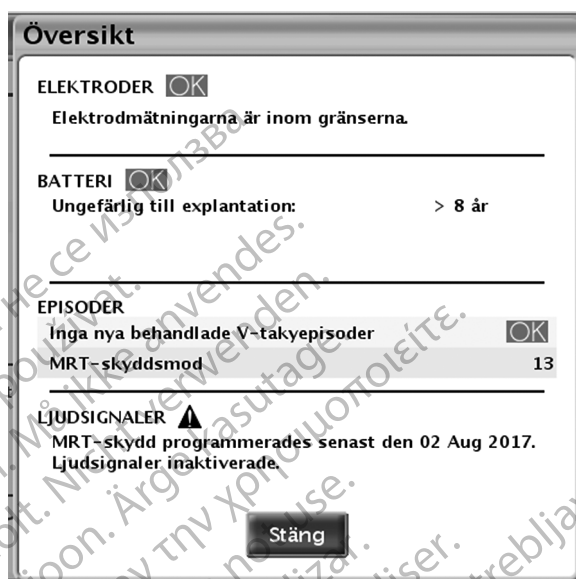 Översikt
ELEKTRODER OK
Elektrodmätningarna är inom gränserna.
BATTERI OK
Ungefärlig till explantation: > 8 år
EPISODER
Inga nya behandlade V-takyepisoder OK
MRT-skyddsmod 13
LJUDSIGNALER
MRT-skydd programmerades senast den 02 Aug 2017.
Ljudsignaler inaktiverade.
Stäng